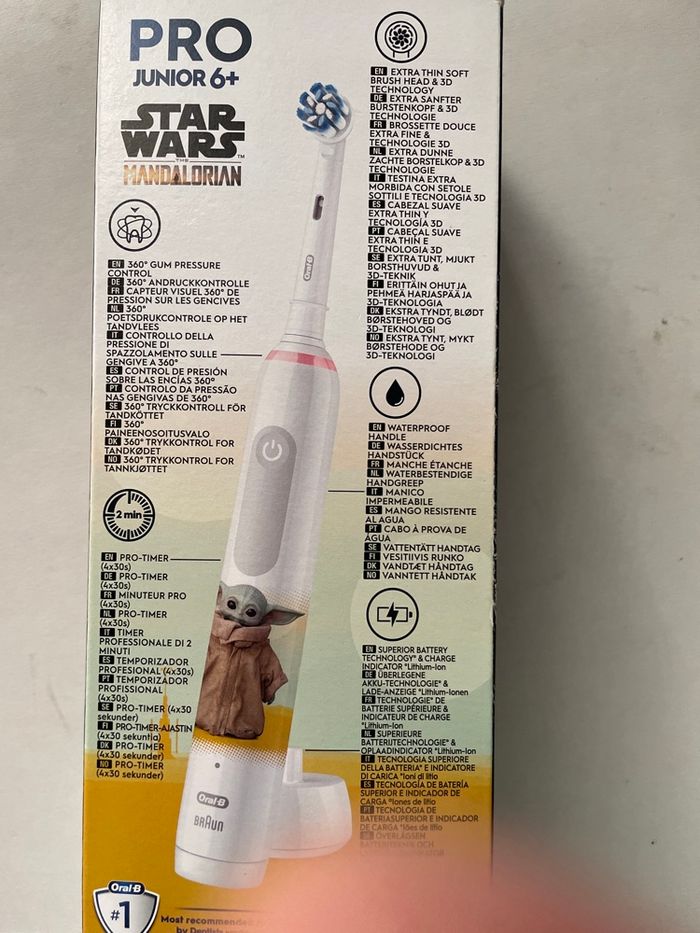 PRO
JUNIOR 6+
STAR
WARS™
THE
MANDALORIAN
EN 360° GUM PRESSURE
CONTROL
DE 360° ANDRUCKKONTROLLE
FR CAPTEUR VISUEL 360° DE
PRESSION SUR LES GENCIVES
NL 360°
POETSDRUKCONTROLE OP HET
TANDVLEES
IT CONTROLLO DELLA
PRESSIONE DI
SPAZZOLAMENTO SULLE
GENGIVE A 360°
ES CONTROL DE PRESIÓN
SOBRE LAS ENCÍAS 360°
PT CONTROLO DA PRESSÃO
NAS GENGIVAS DE 360°
SE 360° TRYCKKONTROLL FÖR
TANDKÖTTET
FI 360°
PAINEENOSOITUSVALO
DK 360° TRYKKONTROL FOR
TANDKØDET
NO 360° TRYKKONTROLL FOR
TANNKJØTTET
2 min
EN PRO-TIMER
(4x30s)
DE PRO-TIMER
(4x30s)
FR MINUTEUR PRO
(4x30s)
NL PRO-TIMER
(4x30s)
IT TIMER
PROFESSIONALE DI 2
MINUTI
ES TEMPORIZADOR
PROFESIONAL (4x30s)
PT TEMPORIZADOR
PROFISSIONAL
(4x30s)
SE PRO-TIMER (4x30
sekunder)
FI PRO-TIMER-AJASTIN
(4x30 sekuntia)
DK PRO-TIMER
(4x30 sekunder)
NO PRO-TIMER
(4x30 sekunder)
Oral-B
#1
Most recommended
by Dentists
Oral-B
Oral-B
BRAUN
EN EXTRA THIN SOFT
BRUSH HEAD & 3D
TECHNOLOGY
DE EXTRA SANFTER
BÜRSTENKOPF & 3D
TECHNOLOGIE
FR BROSSETTE DOUCE
EXTRA FINE &
TECHNOLOGIE 3D
NL EXTRA DUNNE
ZACHTE BORSTELKOP & 3D
TECHNOLOGIE
IT TESTINA EXTRA
MORBIDA CON SETOLE
SOTTILI E TECNOLOGIA 3D
ES CABEZAL SUAVE
EXTRA THIN Y
TECNOLOGÍA 3D
PT CABEÇAL SUAVE
EXTRA THIN E
TECNOLOGIA 3D
SE EXTRA TUNT, MJUKT
BORSTHUVUD &
3D-TEKNIK
FI ERITTÄIN OHUT JA
PEHMEÄ HARJASPÄÄ JA
3D-TEKNOLOGIA
DK EKSTRA TYNDT, BLØDT
BØRSTEHOVED OG
3D-TEKNOLOGI
NO EKSTRA TYNT, MYKT
BØRSTEHODE OG
3D-TEKNOLOGI
EN WATERPROOF
HANDLE
DE WASSERDICHTES
HANDSTÜCK
FR MANCHE ÉTANCHE
NL WATERBESTENDIGE
HANDGREEP
IT MANICO
IMPERMEABILE
ES MANGO RESISTENTE
AL AGUA
PT CABO À PROVA DE
ÁGUA
SE VATTENTÄTT HANDTAG
FI VESITIIVIS RUNKO
DK VANDTÆT HÅNDTAG
NO VANNTETT HÅNDTAK
EN SUPERIOR BATTERY
TECHNOLOGY* & CHARGE
INDICATOR *Lithium-Ion
DE ÜBERLEGENE
AKKU-TECHNOLOGIE* &
LADE-ANZEIGE *Lithium-Ionen
FR TECHNOLOGIE* DE
BATTERIE SUPÉRIEURE &
INDICATEUR DE CHARGE
*Lithium-Ion
NL SUPERIEURE
BATTERIJTECHNOLOGIE* &
OPLAADINDICATOR *Lithium-Ion
IT TECNOLOGIA SUPERIORE
DELLA BATTERIA* E INDICATORE
DI CARICA *Ioni di litio
ES TECNOLOGÍA DE BATERÍA
SUPERIOR E INDICADOR DE
CARGA *Iones de litio
PT TECNOLOGIA DE
BATERIA SUPERIOR E INDICADOR
DE CARGA *Iões de lítio
SE ÖVERLÄGSEN
BATTERITEKNIK OCH